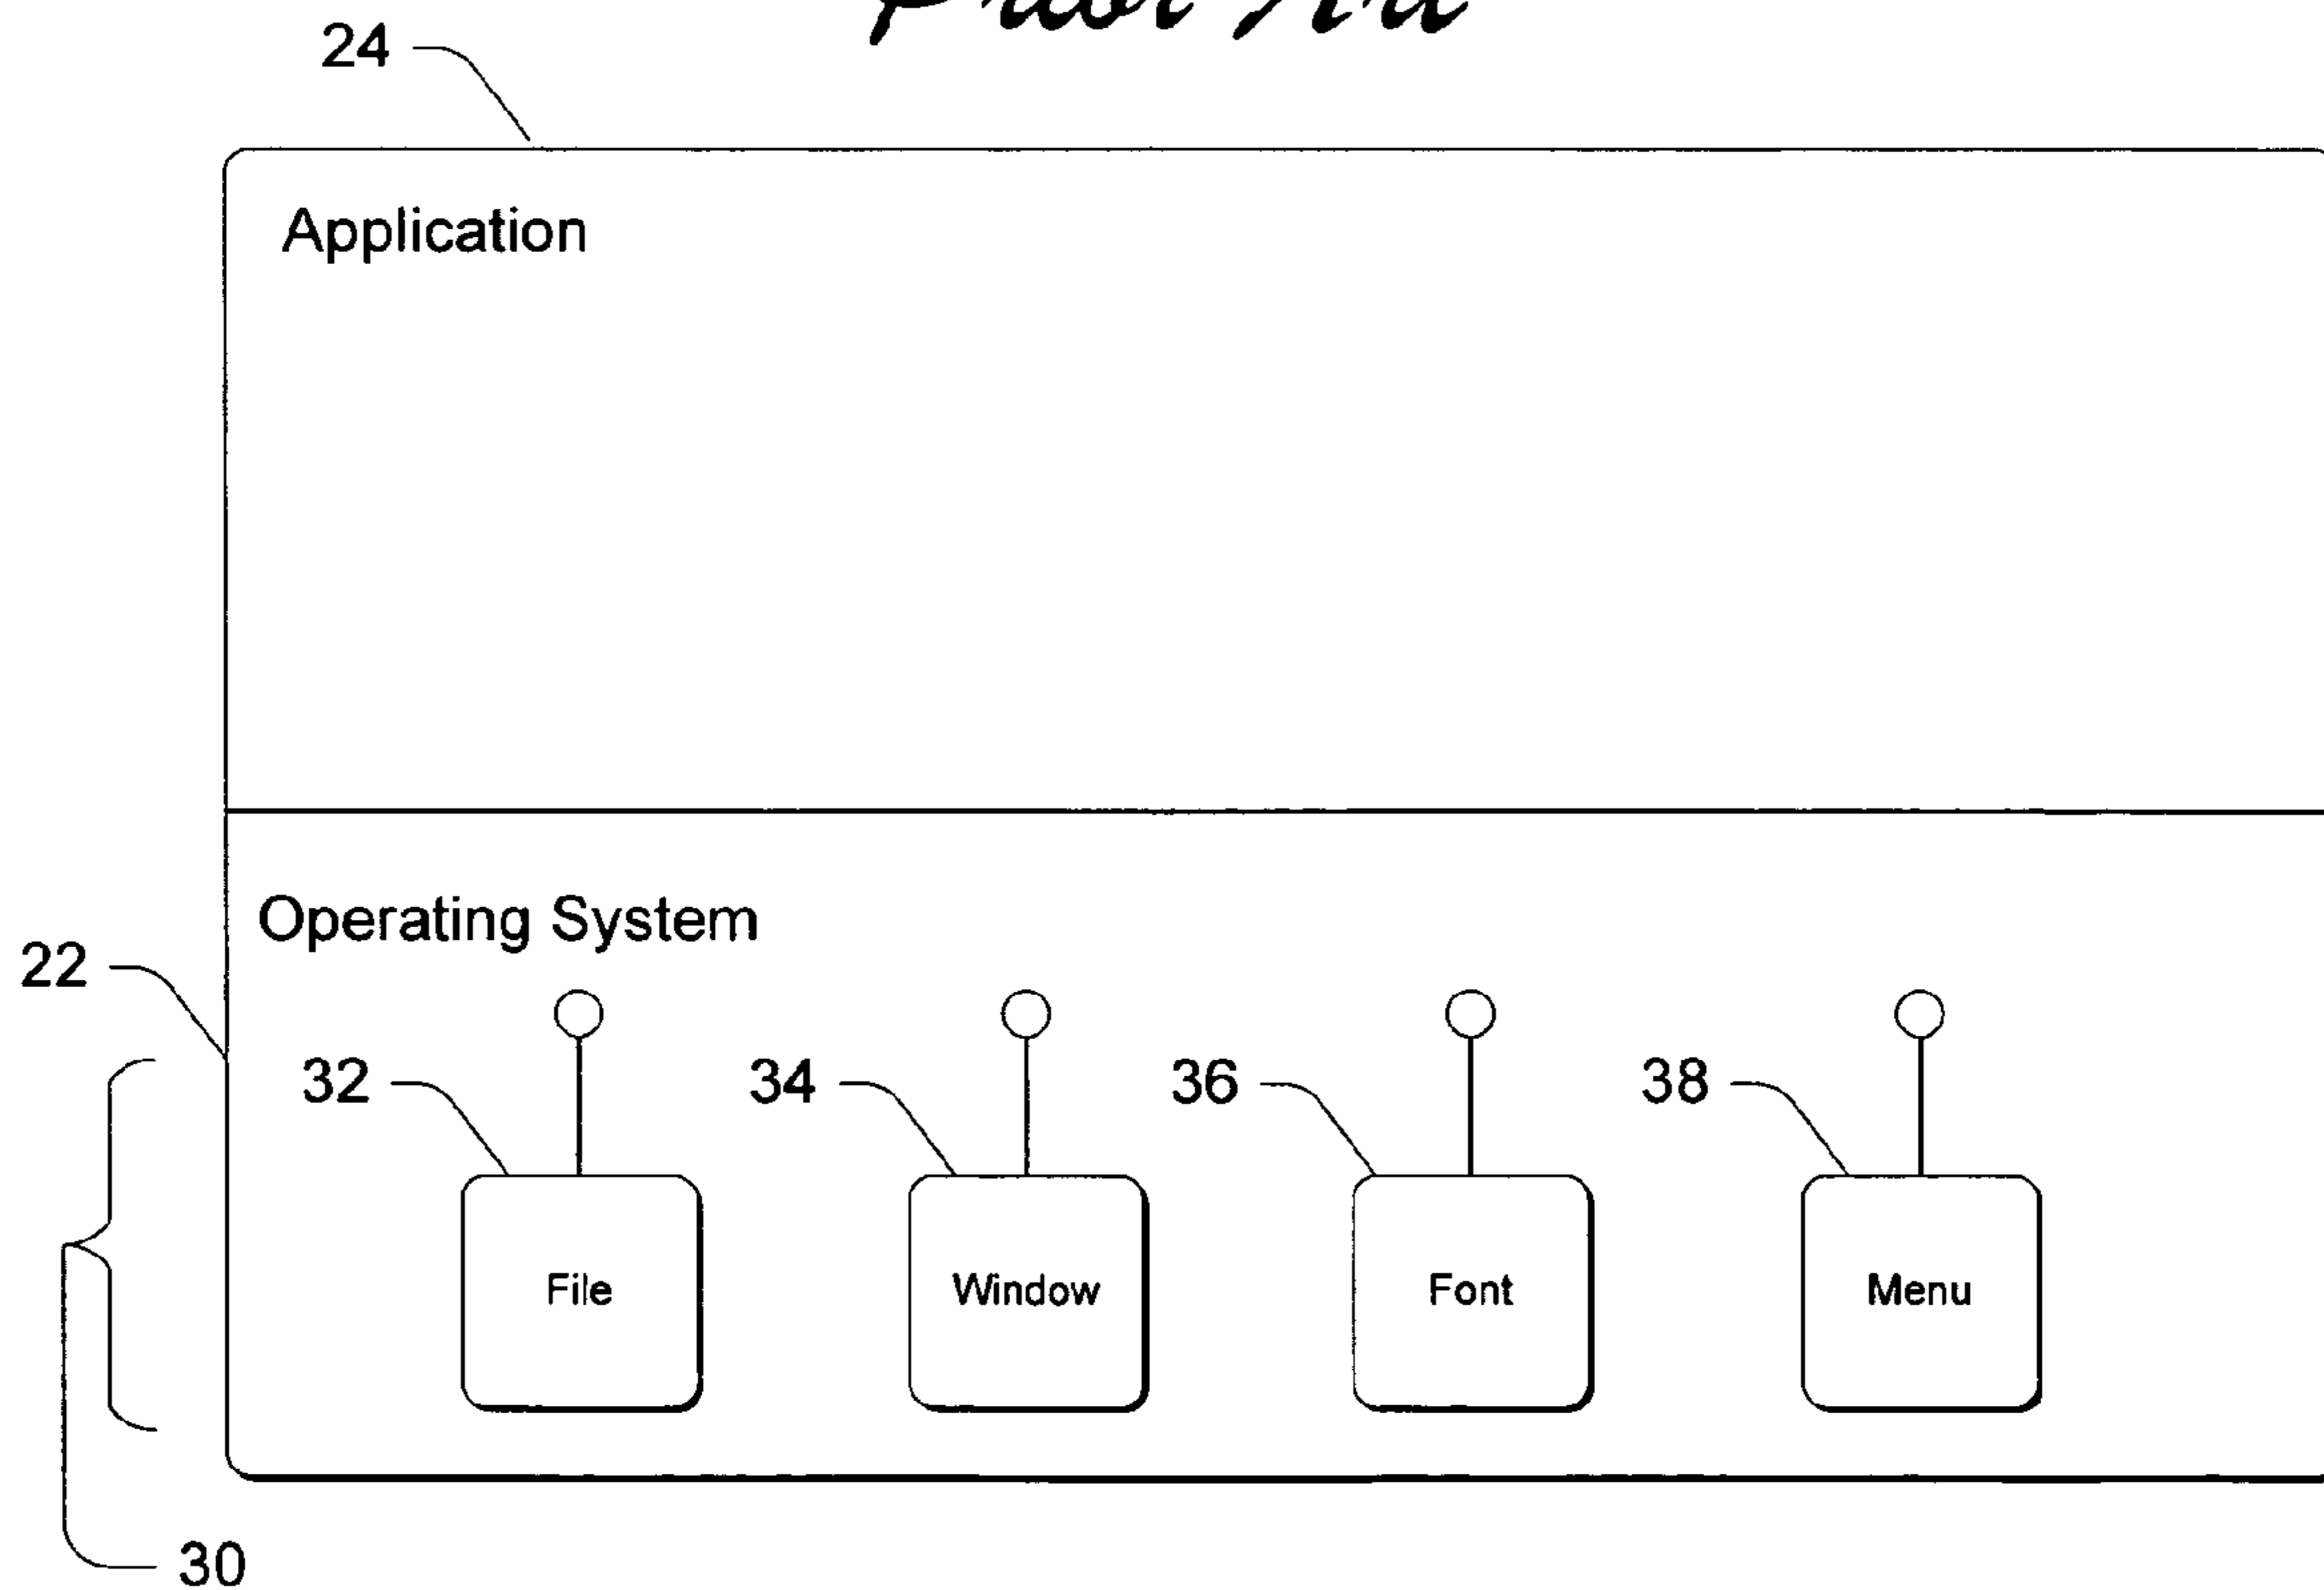 24
Application
Operating System
22
32 34 36 38
File Window Font Menu
30